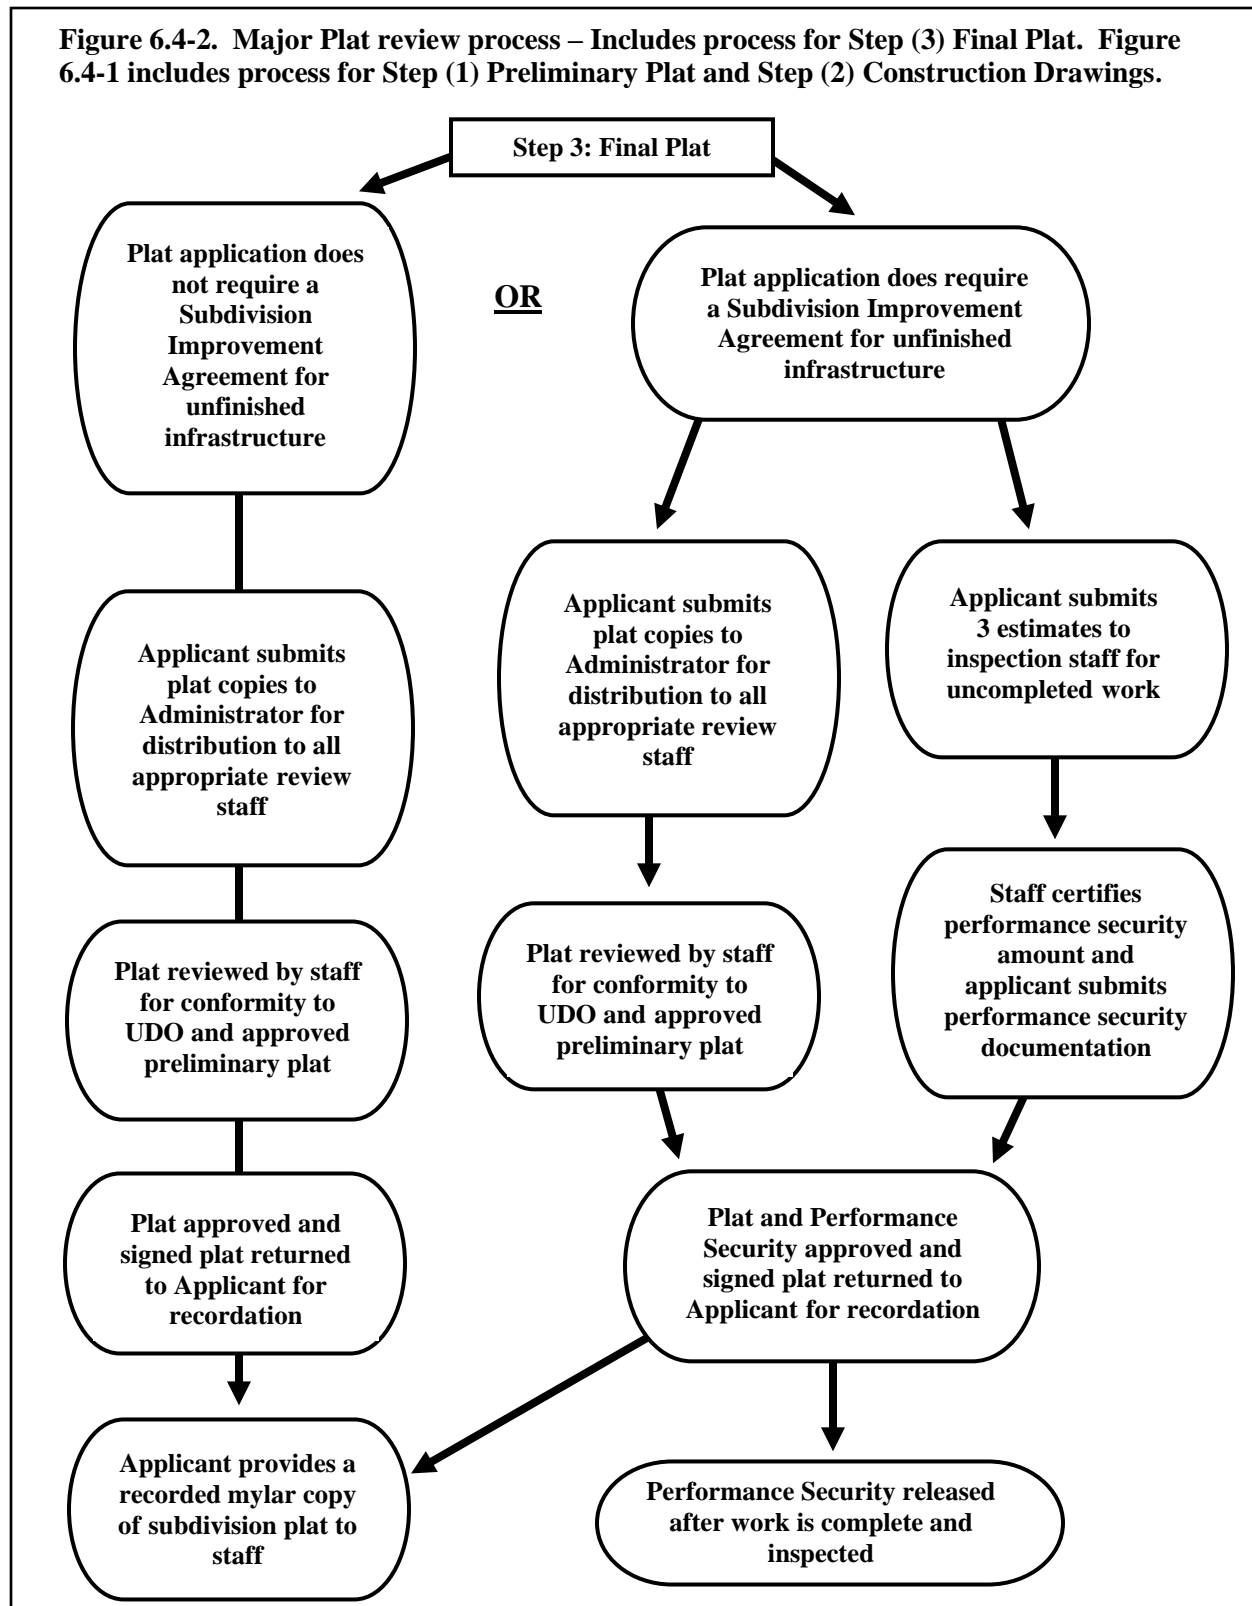 Figure 6.4-2.  Major Plat review process – Includes process for Step (3) Final Plat.  Figure
6.4-1 includes process for Step (1) Preliminary Plat and Step (2) Construction Drawings.
Step 3: Final Plat
Plat application does
not require a
Subdivision
Improvement
Agreement for
unfinished
infrastructure
OR
Plat application does require
a Subdivision Improvement
Agreement for unfinished
infrastructure
Applicant submits
plat copies to
Administrator for
distribution to all
appropriate review
staff
Applicant submits
plat copies to
Administrator for
distribution to all
appropriate review
staff
Applicant submits
3 estimates to
inspection staff for
uncompleted work
Plat reviewed by staff
for conformity to
UDO and approved
preliminary plat
Plat reviewed by staff
for conformity to
UDO and approved
preliminary plat
Staff certifies
performance security
amount and
applicant submits
performance security
documentation
Plat approved and
signed plat returned
to Applicant for
recordation
Plat and Performance
Security approved and
signed plat returned to
Applicant for recordation
Applicant provides a
recorded mylar copy
of subdivision plat to
staff
Performance Security released
after work is complete and
inspected